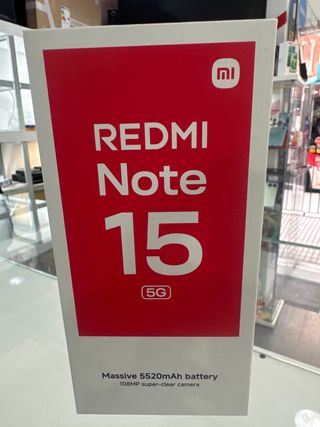 mi
REDMI
Note
15
5G
Massive 5520mAh battery
108MP super-clear camera